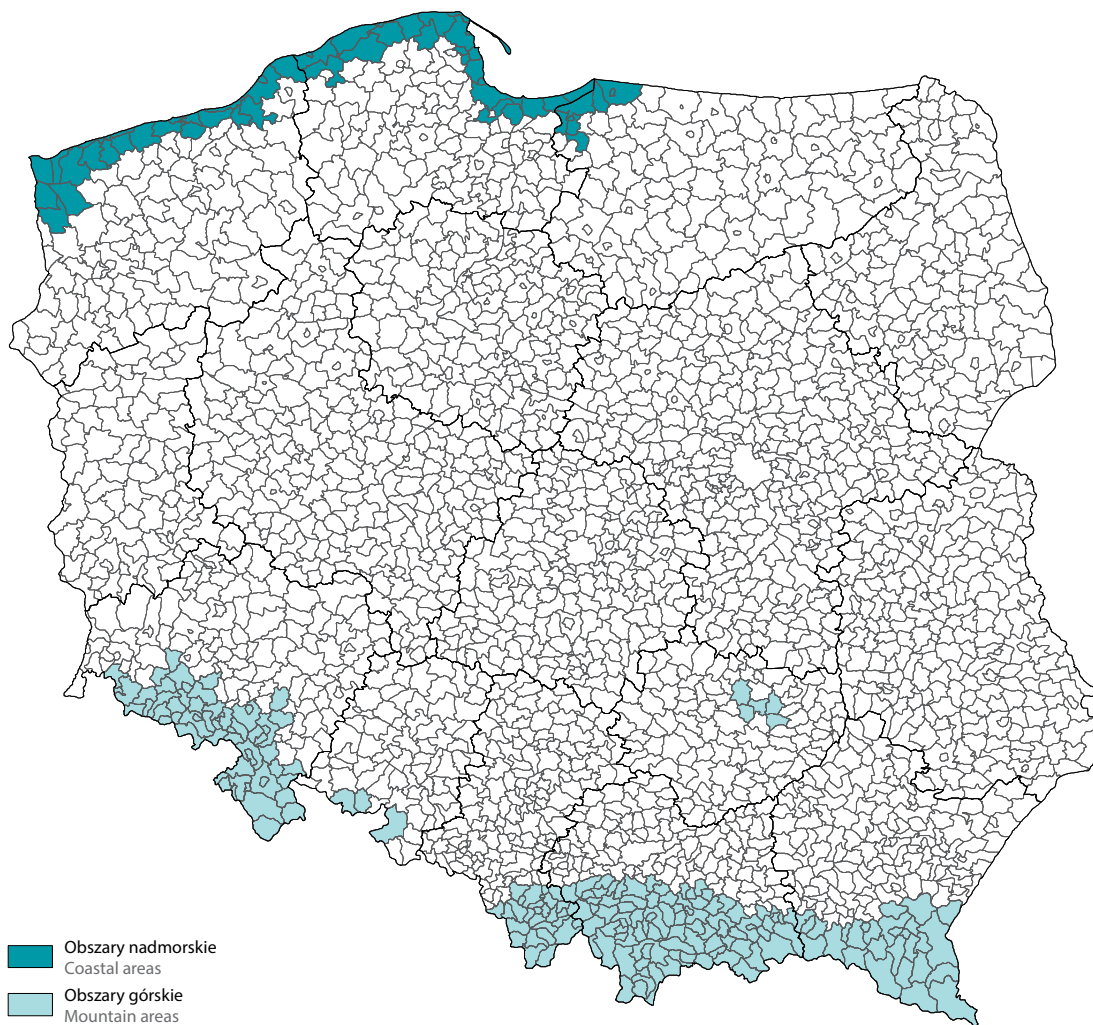 Obszary nadmorskie
Coastal areas
Obszary górskie
Mountain areas